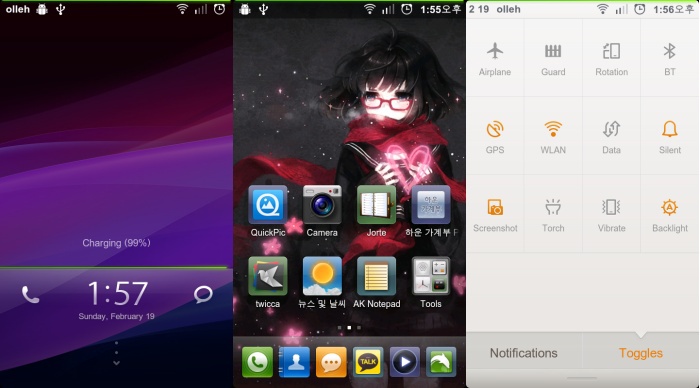 olleh
Charging (99%)
1:57
Sunday, February 19
1:55오후
QuickPic
Camera
Jorte
하운 가계부 P
twicca
뉴스 및 날씨
AK Notepad
Tools
TALK
2 19 olleh
1:56오후
Airplane
Guard
Rotation
BT
GPS
WLAN
Data
Silent
Screenshot
Torch
Vibrate
Backlight
Notifications
Toggles